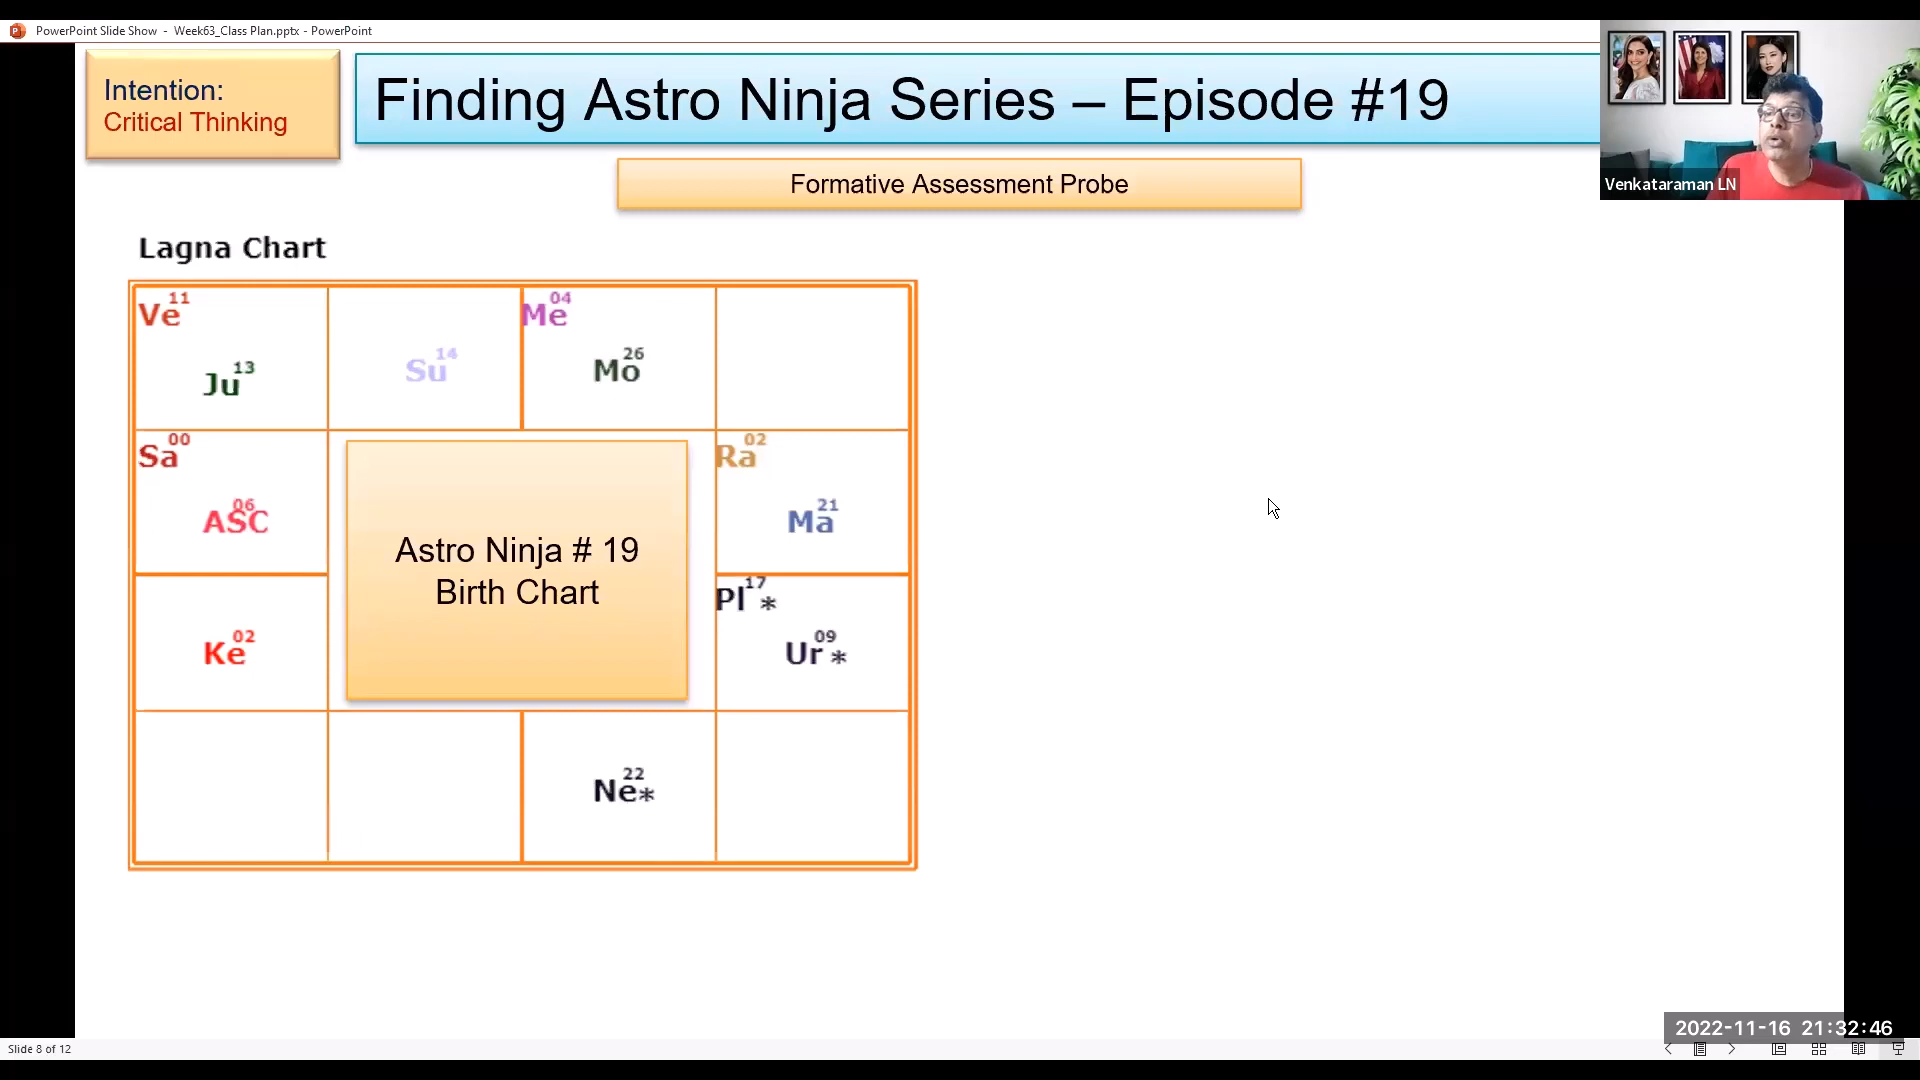 PowerPoint Slide Show - Week63_Class Plan.pptx - PowerPoint
Intention:
Critical Thinking
Finding Astro Ninja Series – Episode #19
Formative Assessment Probe
Venkataraman LN
Lagna Chart
Ve 11
Ju 13
Su 14
Me 04
Mo 26
Sa 00
ASC 06
Ra 02
Ma 21
Astro Ninja # 19
Birth Chart
Ke 02
Pl 17 *
Ur 09 *
Ne 22 *
2022-11-16 21:32:46
Slide 8 of 12